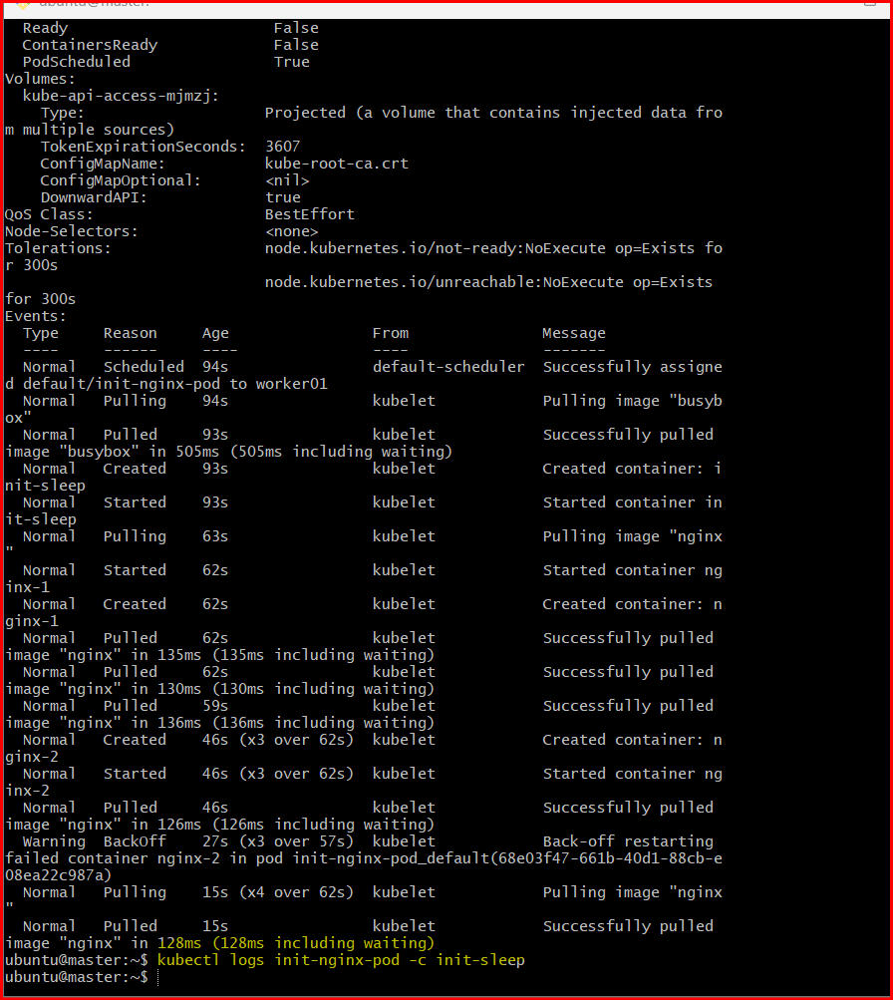 ubuntu@master:
Ready False
ContainersReady False
PodScheduled True
Volumes:
kube-api-access-mjmzj:
Type: Projected (a volume that contains injected data fro
m multiple sources)
TokenExpirationSeconds: 3607
ConfigMapName: kube-root-ca.crt
ConfigMapOptional: <nil>
DownwardAPI: true
QoS Class: BestEffort
Node-Selectors: <none>
Tolerations: node.kubernetes.io/not-ready:NoExecute op=Exists fo
r 300s
node.kubernetes.io/unreachable:NoExecute op=Exists
for 300s
Events:
Type Reason Age From Message
---- ------ ---- ---- -------
Normal Scheduled 94s default-scheduler Successfully assigne
d default/init-nginx-pod to worker01
Normal Pulling 94s kubelet Pulling image "busyb
ox"
Normal Pulled 93s kubelet Successfully pulled
image "busybox" in 505ms (505ms including waiting)
Normal Created 93s kubelet Created container: i
nit-sleep
Normal Started 93s kubelet Started container in
it-sleep
Normal Pulling 63s kubelet Pulling image "nginx
"
Normal Started 62s kubelet Started container ng
inx-1
Normal Created 62s kubelet Created container: n
ginx-1
Normal Pulled 62s kubelet Successfully pulled
image "nginx" in 135ms (135ms including waiting)
Normal Pulled 62s kubelet Successfully pulled
image "nginx" in 130ms (130ms including waiting)
Normal Pulled 59s kubelet Successfully pulled
image "nginx" in 136ms (136ms including waiting)
Normal Created 46s (x3 over 62s) kubelet Created container: n
ginx-2
Normal Started 46s (x3 over 62s) kubelet Started container ng
inx-2
Normal Pulled 46s kubelet Successfully pulled
image "nginx" in 126ms (126ms including waiting)
Warning BackOff 27s (x3 over 57s) kubelet Back-off restarting
failed container nginx-2 in pod init-nginx-pod_default(68e03f47-661b-40d1-88cb-e
08ea22c987a)
Normal Pulling 15s (x4 over 62s) kubelet Pulling image "nginx
"
Normal Pulled 15s kubelet Successfully pulled
image "nginx" in 128ms (128ms including waiting)
ubuntu@master:~$ kubectl logs init-nginx-pod -c init-sleep
ubuntu@master:~$